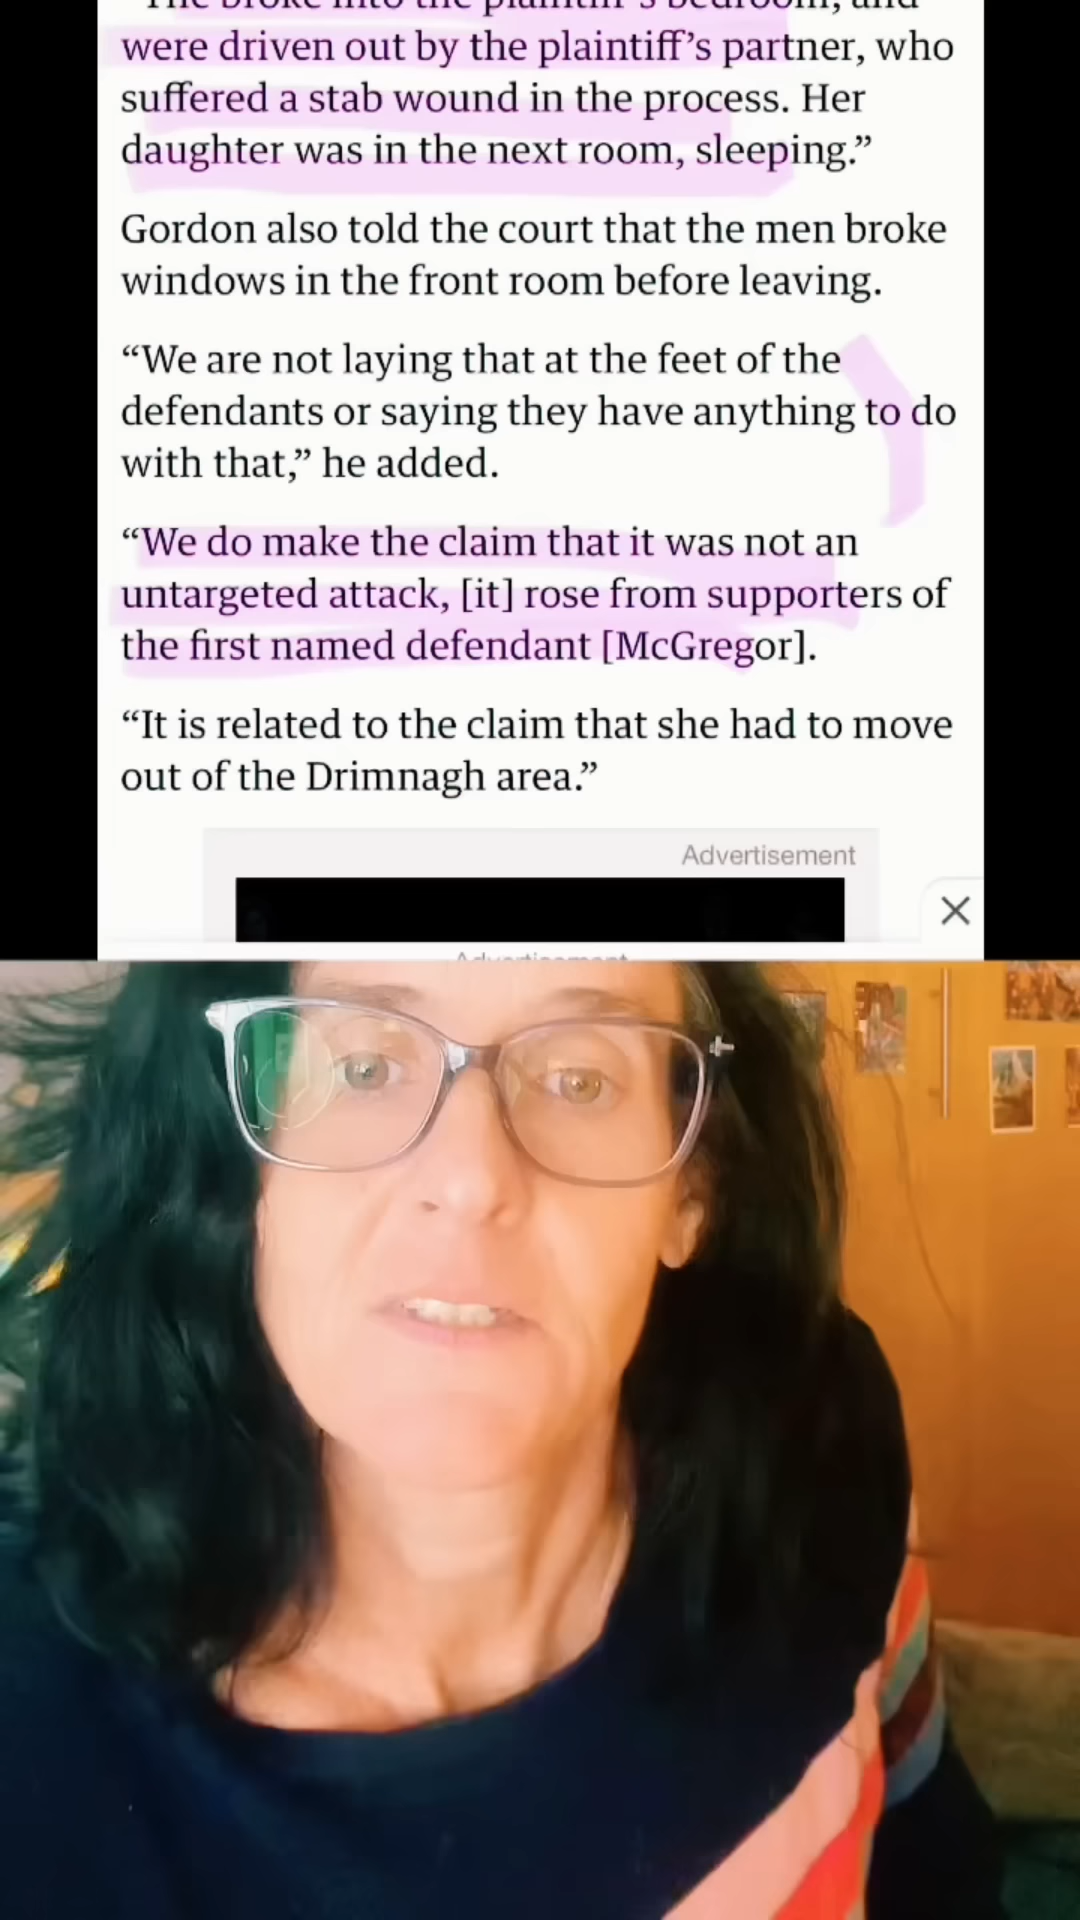 were driven out by the plaintiff’s partner, who
suffered a stab wound in the process. Her
daughter was in the next room, sleeping.”
Gordon also told the court that the men broke
windows in the front room before leaving.
“We are not laying that at the feet of the
defendants or saying they have anything to do
with that,” he added.
“We do make the claim that it was not an
untargeted attack, [it] rose from supporters of
the first named defendant [McGregor].
“It is related to the claim that she had to move
out of the Drimnagh area.”
Advertisement